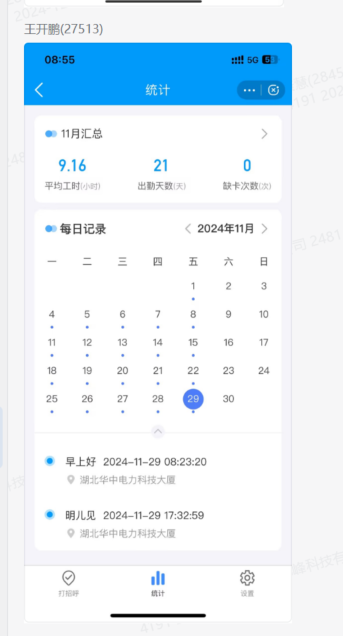 王开鹏(27513)
08:55 5G
统计
11月汇总
9.16 21 0
平均工时(小时) 出勤天数(天) 缺卡次数(次)
每日记录 2024年11月
一 二 三 四 五 六 日
1 2 3
4 5 6 7 8 9 10
11 12 13 14 15 16 17
18 19 20 21 22 23 24
25 26 27 28 29 30
早上好 2024-11-29 08:23:20
湖北华中电力科技大厦
明儿见 2024-11-29 17:32:59
湖北华中电力科技大厦
打招呼 统计 设置